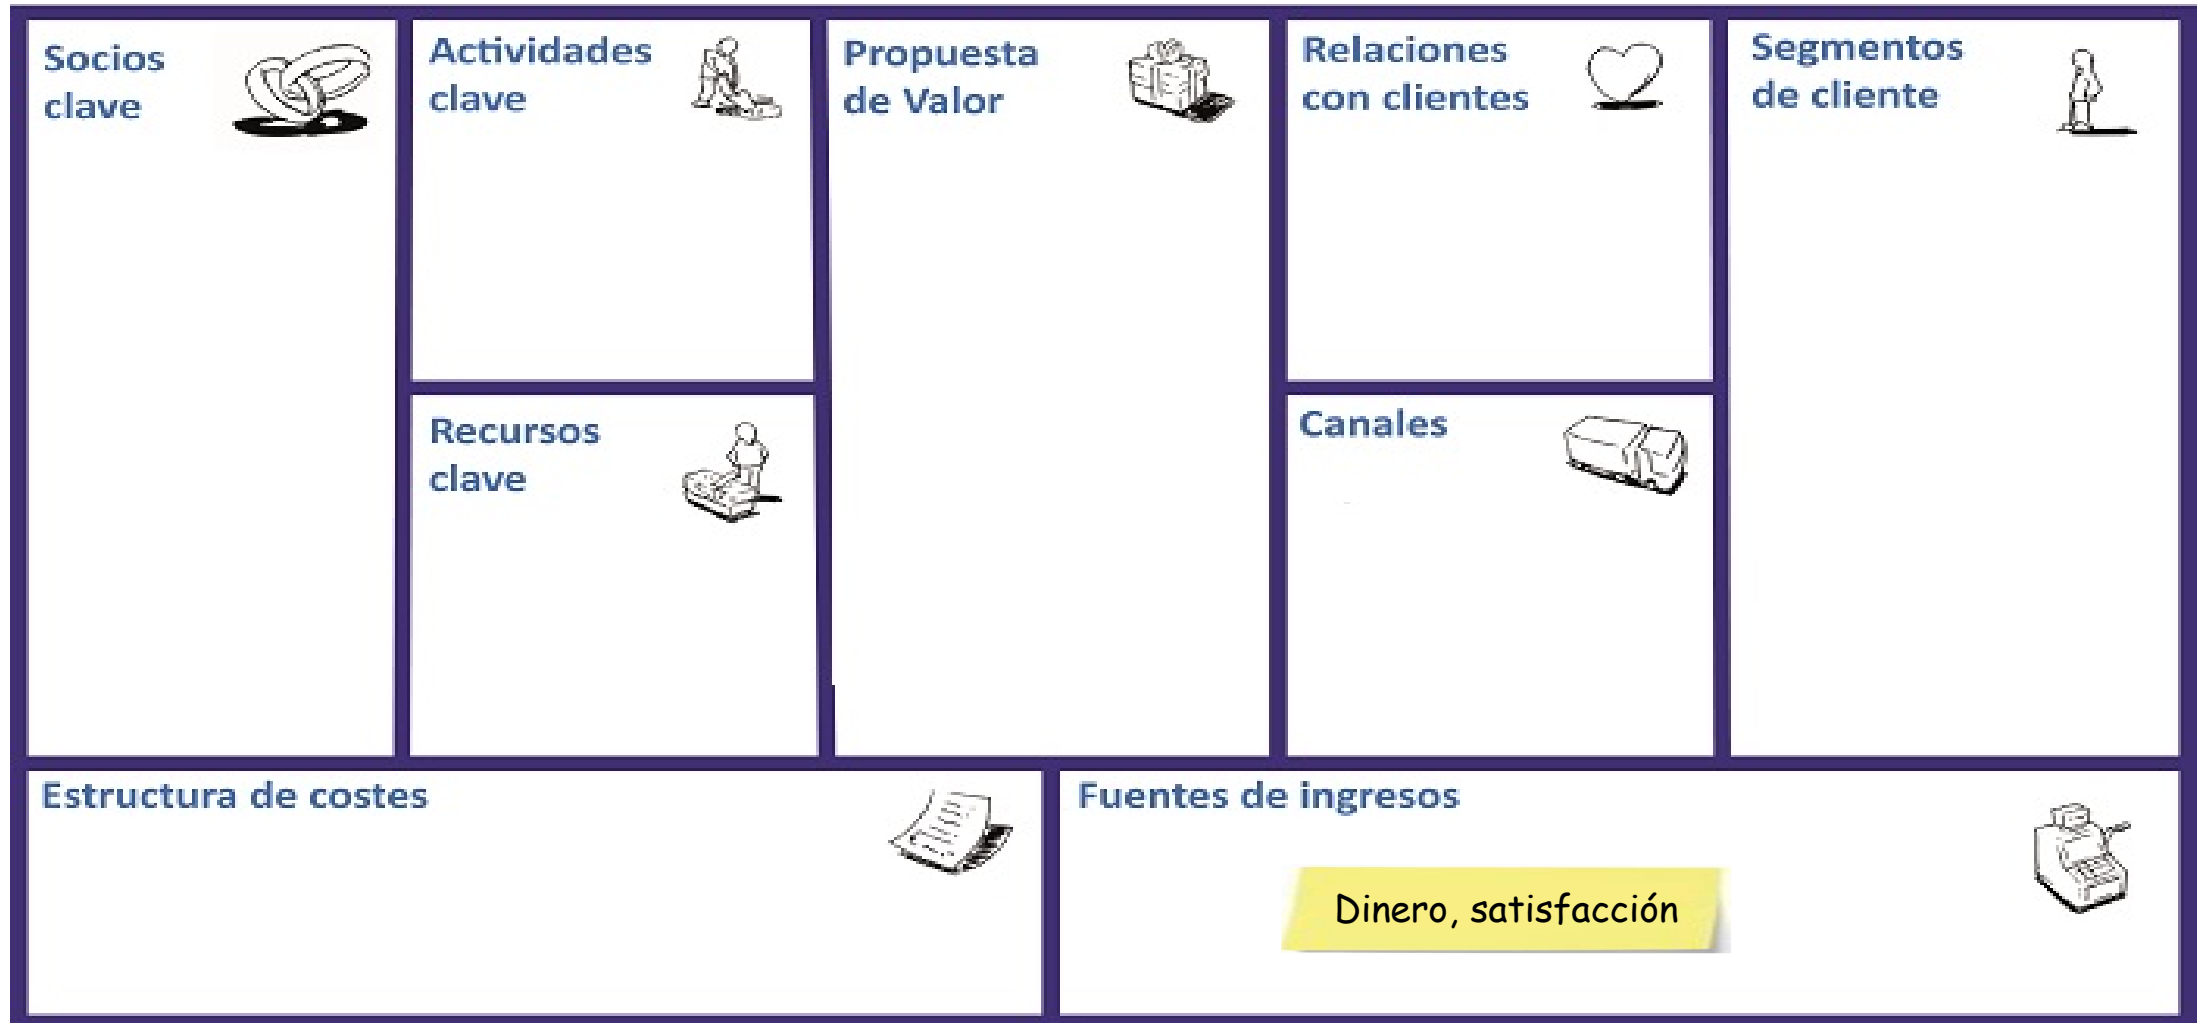 Socios
clave
Actividades
clave
Propuesta
de Valor
Relaciones
con clientes
Segmentos
de cliente
Recursos
clave
Canales
Estructura de costes
Fuentes de ingresos
Dinero, satisfacción